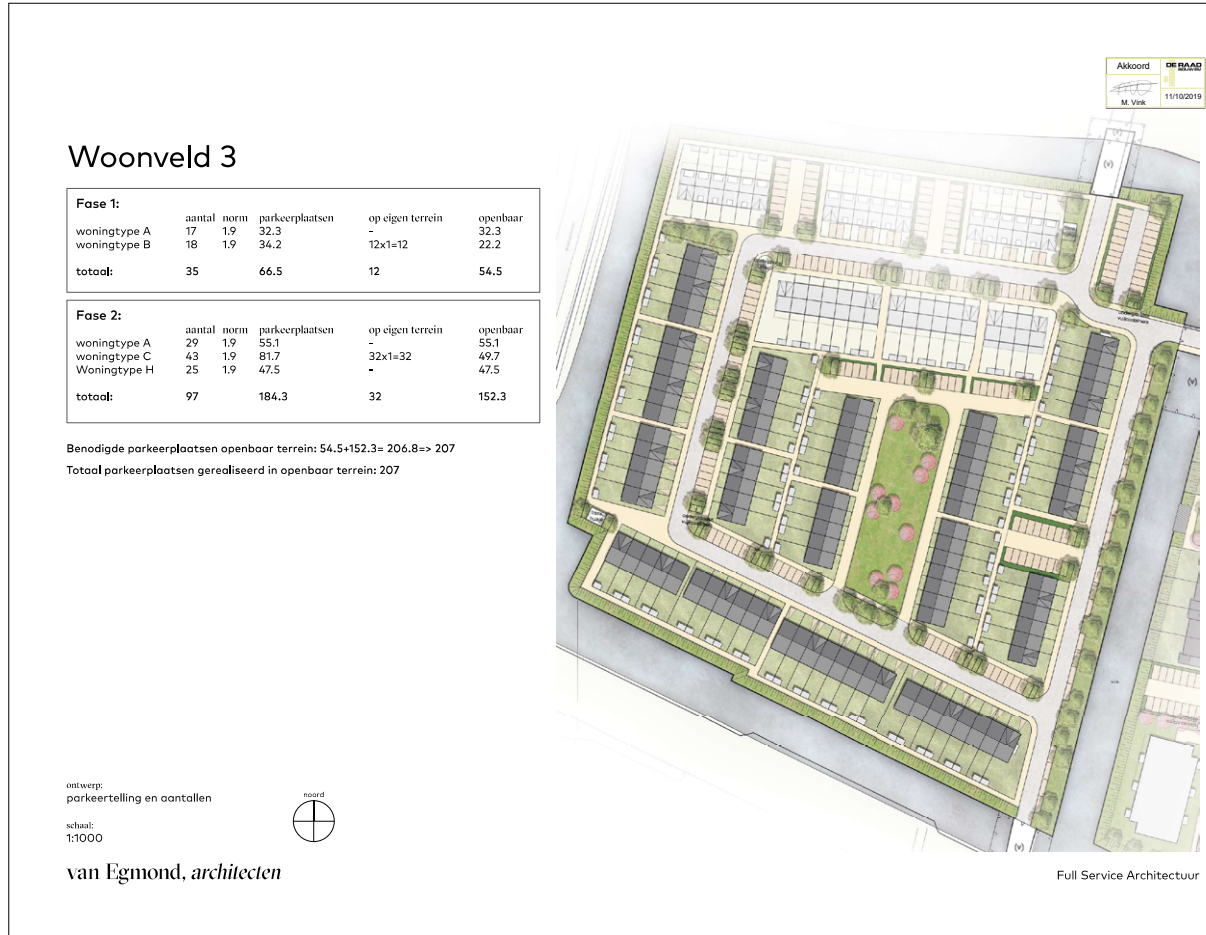 Akkoord
DE RAAD
BOUW BV
M. Vink
11/10/2019
Woonveld 3
Fase 1:
aantal norm parkeerplaatsen op eigen terrein openbaar
woningtype A 17 1.9 32.3 - 32.3
woningtype B 18 1.9 34.2 12x1=12 22.2
totaal: 35 66.5 12 54.5
Fase 2:
aantal norm parkeerplaatsen op eigen terrein openbaar
woningtype A 29 1.9 55.1 - 55.1
woningtype C 43 1.9 81.7 32x1=32 49.7
Woningtype H 25 1.9 47.5 - 47.5
totaal: 97 184.3 32 152.3
Benodigde parkeerplaatsen openbaar terrein: 54.5+152.3= 206.8=> 207
Totaal parkeerplaatsen gerealiseerd in openbaar terrein: 207
ontwerp:
parkeertelling en aantallen
schaal:
1:1000
noord
van Egmond, architecten
Full Service Architectuur